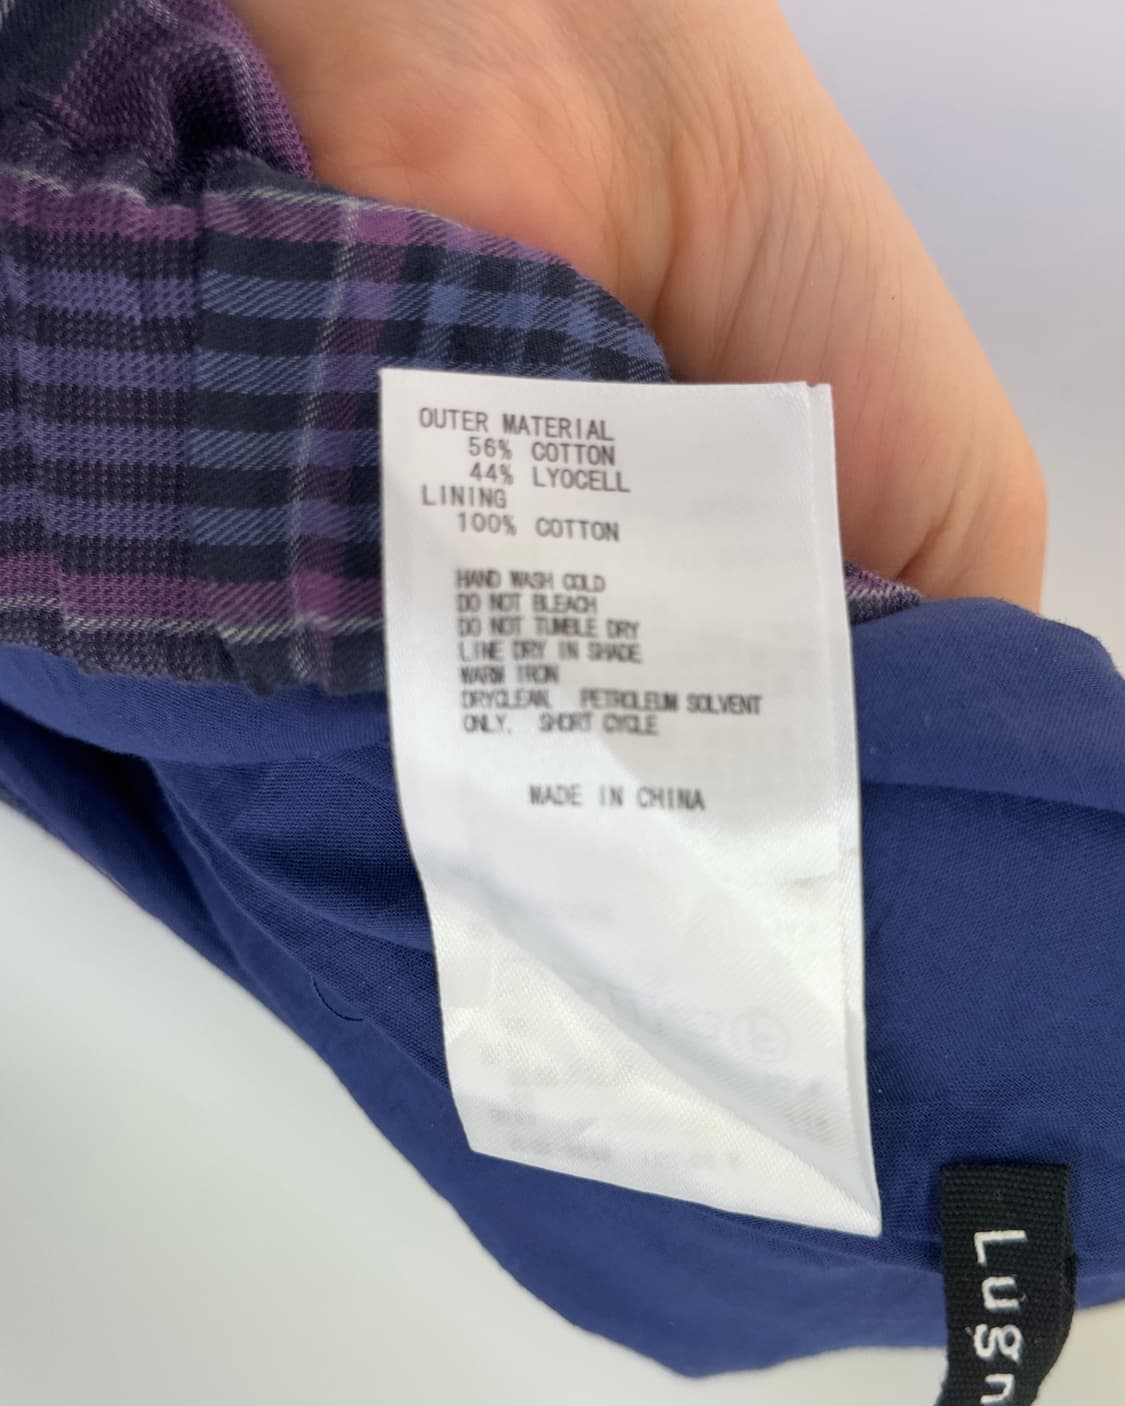 OUTER MATERIAL
56% COTTON
44% LYOCELL
LINING
100% COTTON
HAND WASH COLD
DO NOT BLEACH
DO NOT TUMBLE DRY
LINE DRY IN SHADE
WARM IRON
DRYCLEAN, PETROLEUM SOLVENT
ONLY, SHORT CYCLE
MADE IN CHINA
Lugn